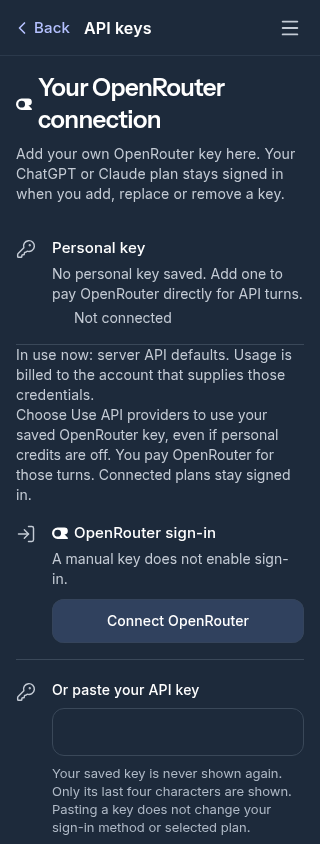 Back API keys
Your OpenRouter
connection
Add your own OpenRouter key here. Your
ChatGPT or Claude plan stays signed in
when you add, replace or remove a key.
Personal key
No personal key saved. Add one to
pay OpenRouter directly for API turns.
Not connected
In use now: server API defaults. Usage is
billed to the account that supplies those
credentials.
Choose Use API providers to use your
saved OpenRouter key, even if personal
credits are off. You pay OpenRouter for
those turns. Connected plans stay signed
in.
OpenRouter sign-in
A manual key does not enable sign-
in.
Connect OpenRouter
Or paste your API key
Your saved key is never shown again.
Only its last four characters are shown.
Pasting a key does not change your
sign-in method or selected plan.